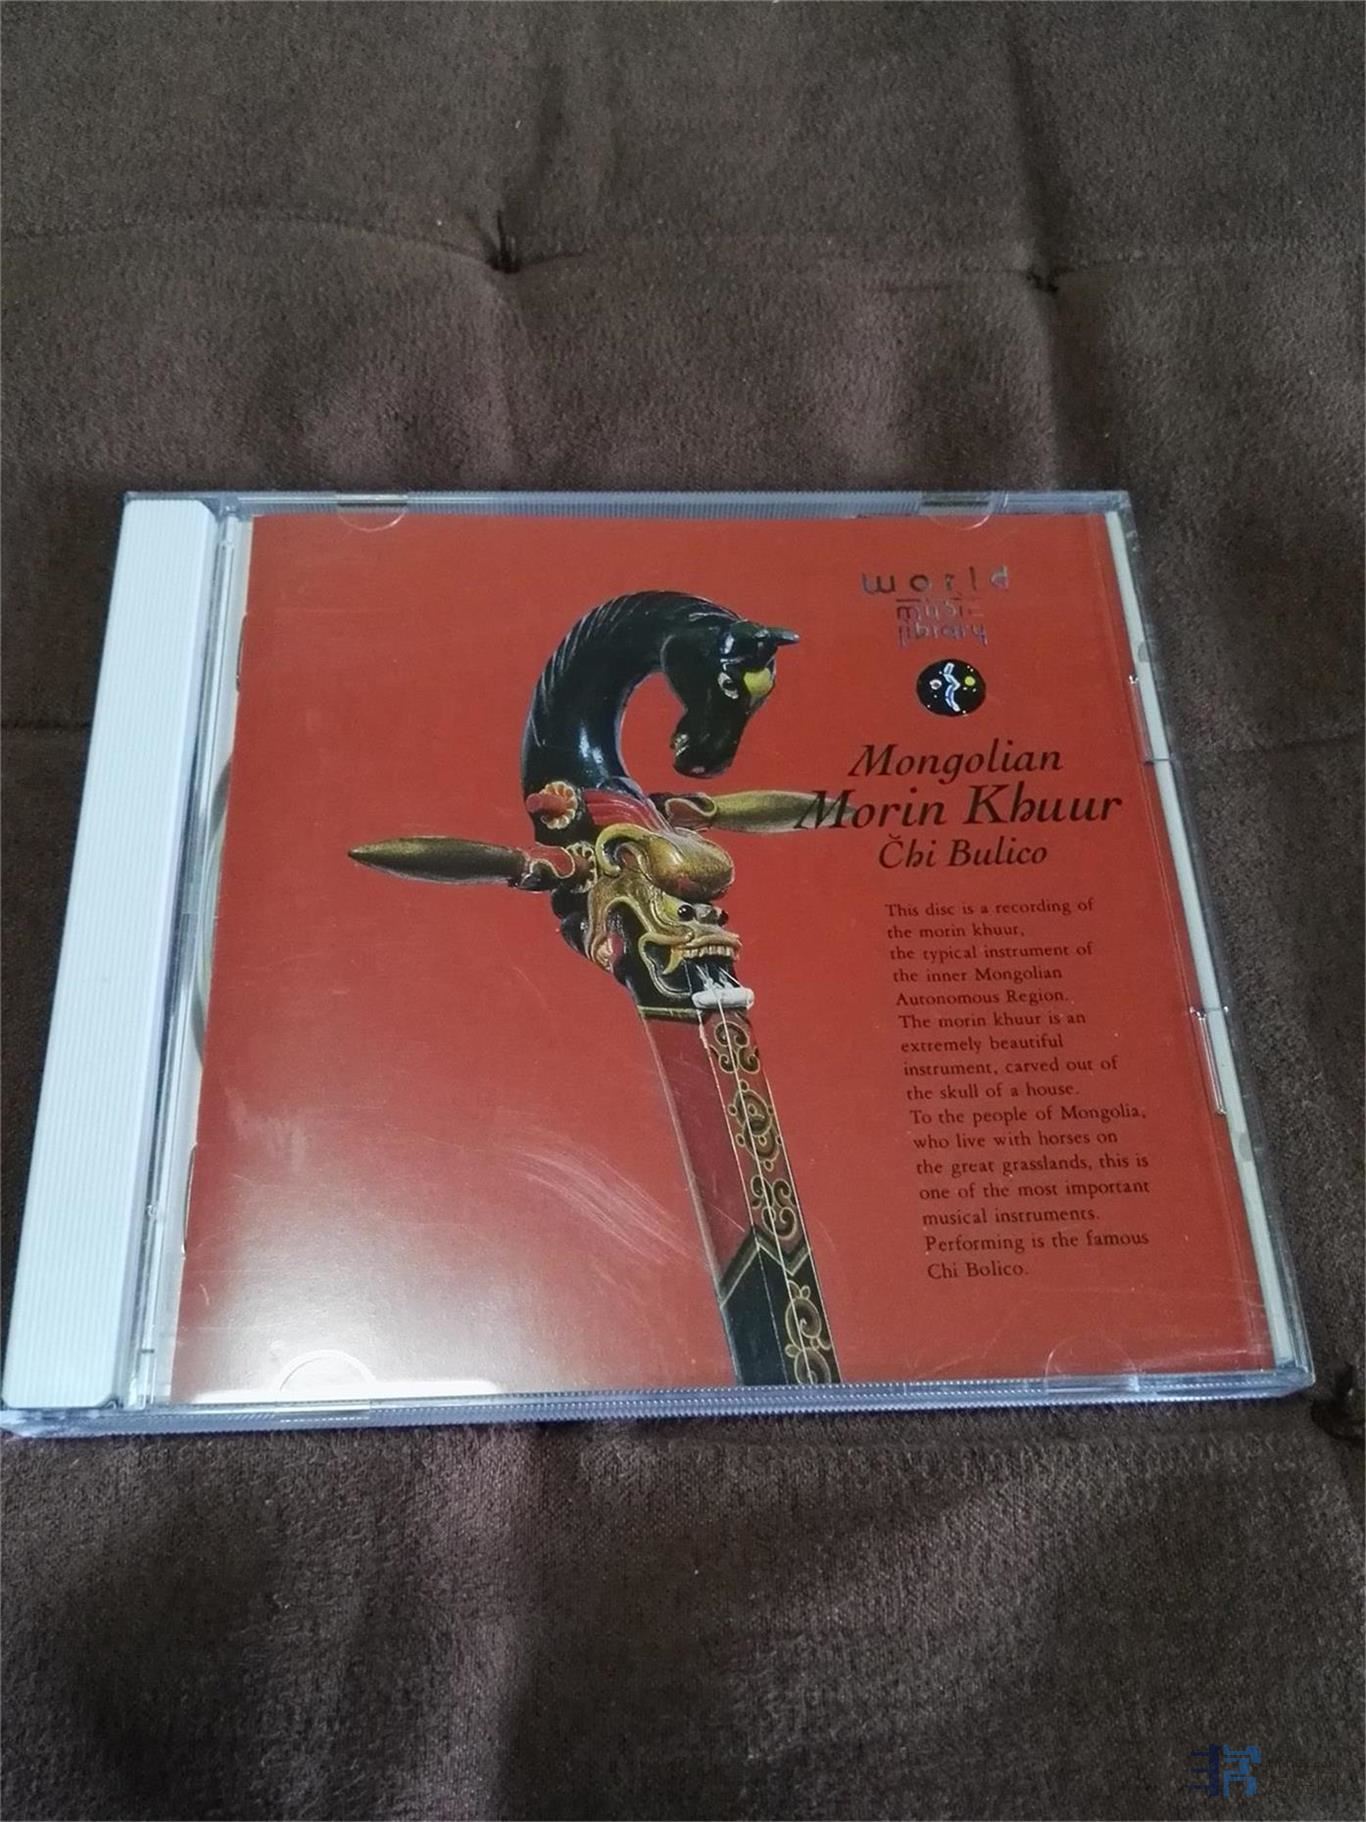 world
music
library
Mongolian
Morin Khuur
Čhi Bulico
This disc is a recording of
the morin khuur,
the typical instrument of
the inner Mongolian
Autonomous Region.
The morin khuur is an
extremely beautiful
instrument, carved out of
the skull of a house.
To the people of Mongolia,
who live with horses on
the great grasslands, this is
one of the most important
musical instruments.
Performing is the famous
Chi Bolico.